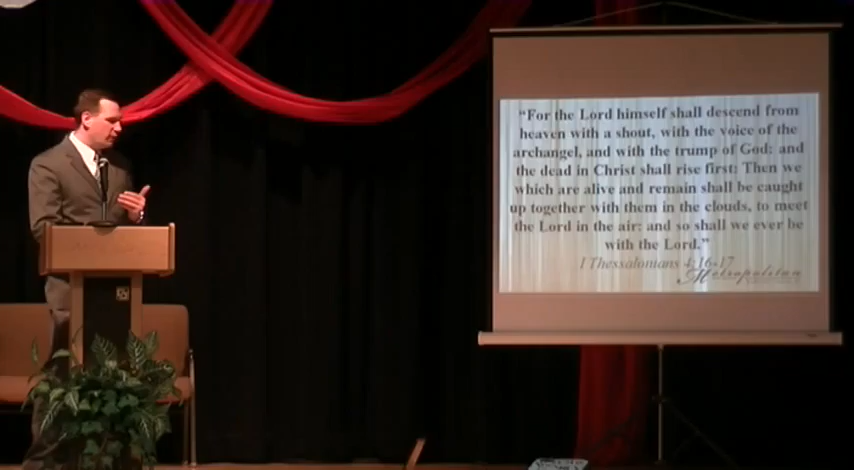 “For the Lord himself shall descend from
heaven with a shout, with the voice of the
archangel, and with the trump of God: and
the dead in Christ shall rise first: Then we
which are alive and remain shall be caught
up together with them in the clouds, to meet
the Lord in the air: and so shall we ever be
with the Lord.”
I Thessalonians 4:16-17
Metropolitan